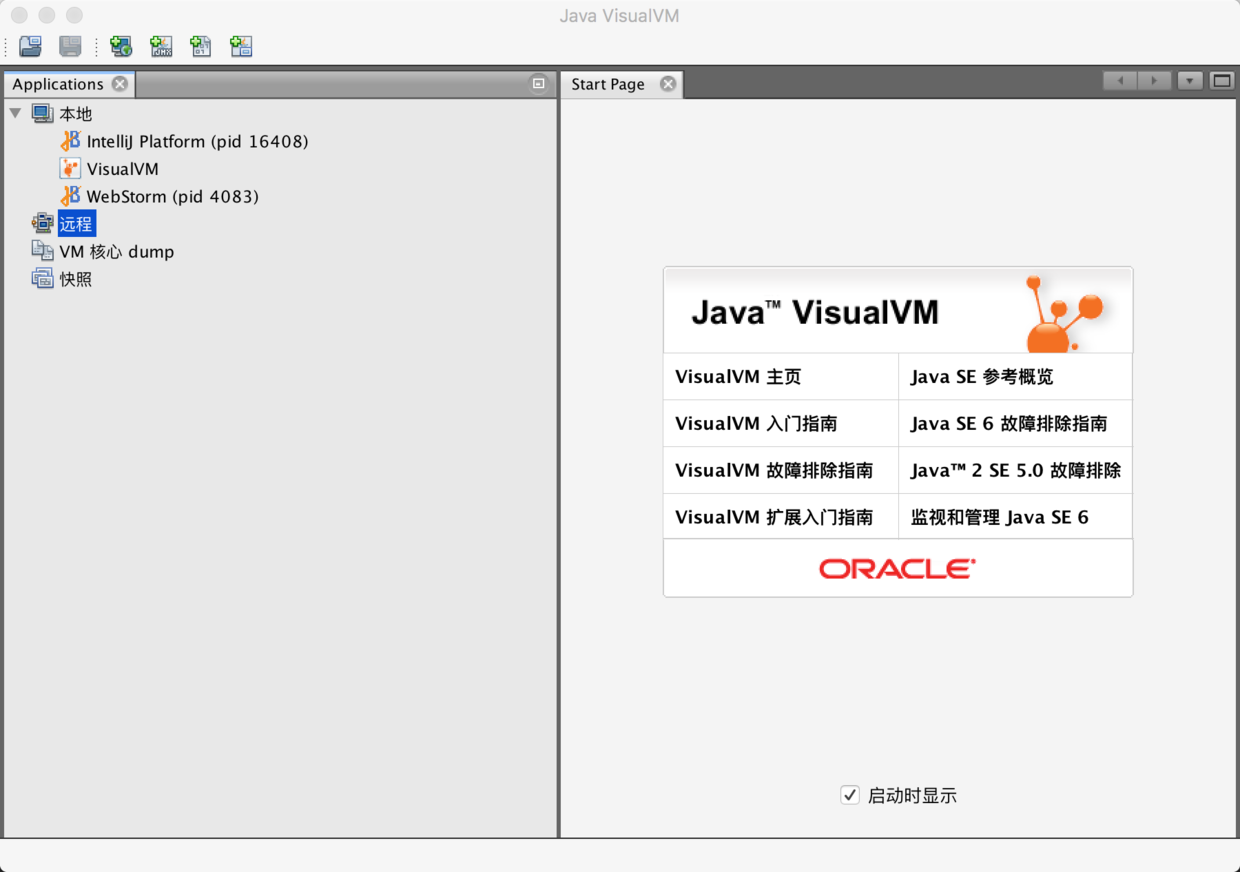 Java VisualVM
Applications
Start Page
本地
IntelliJ Platform (pid 16408)
VisualVM
WebStorm (pid 4083)
远程
VM 核心 dump
快照
Java™ VisualVM
VisualVM 主页
Java SE 参考概览
VisualVM 入门指南
Java SE 6 故障排除指南
VisualVM 故障排除指南
Java™ 2 SE 5.0 故障排除
VisualVM 扩展入门指南
监视和管理 Java SE 6
ORACLE
启动时显示